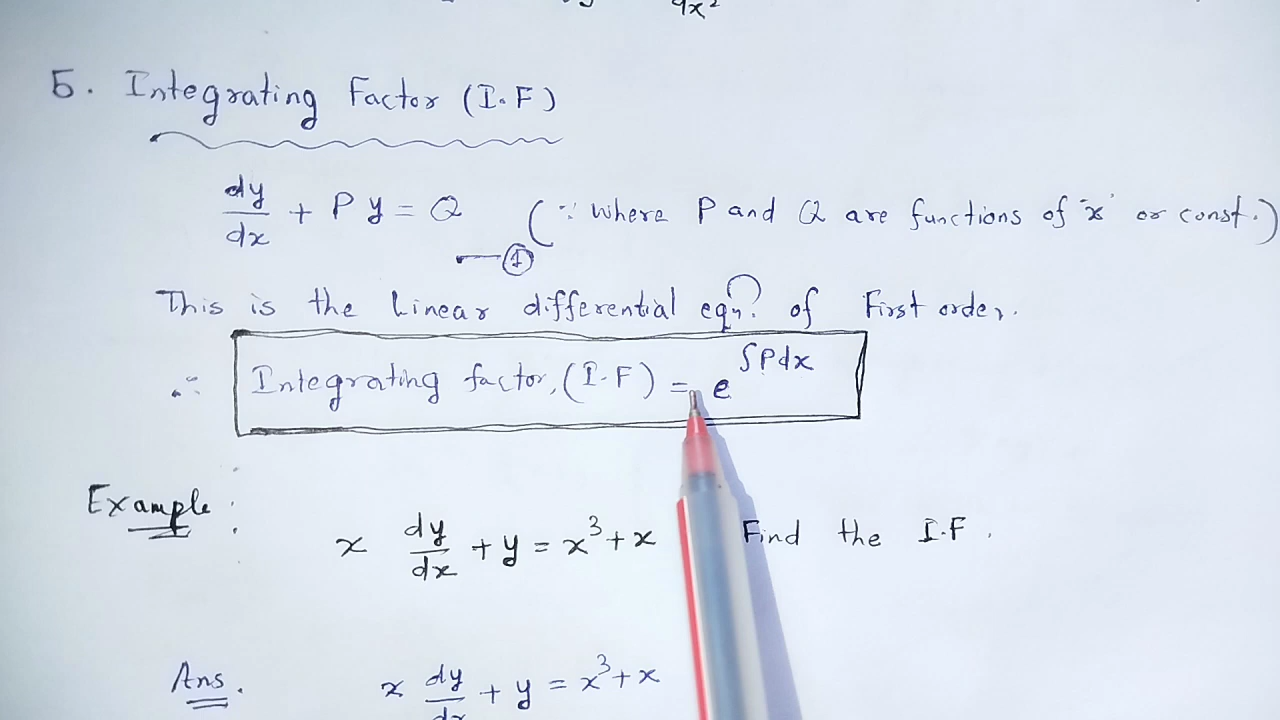 9x²
5. Integrating Factor (I.F)
dy/dx + P y = Q (∵ where P and Q are functions of 'x' or const.)
—①
This is the Linear differential eqn. of First order.
∴ Integrating factor, (I.F) = e^∫Pdx
Example :
x dy/dx + y = x³ + x Find the I.F.
Ans. x dy/dx + y = x³ + x